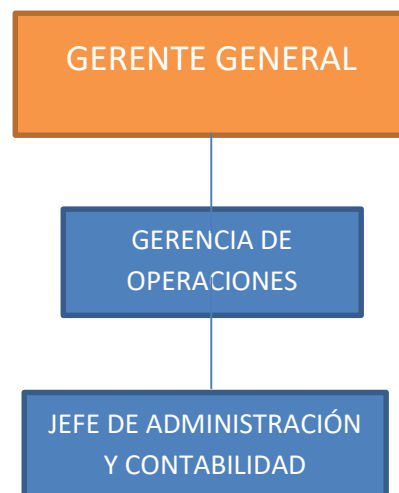 GERENTE GENERAL
GERENCIA DE
OPERACIONES
JEFE DE ADMINISTRACIÓN
Y CONTABILIDAD